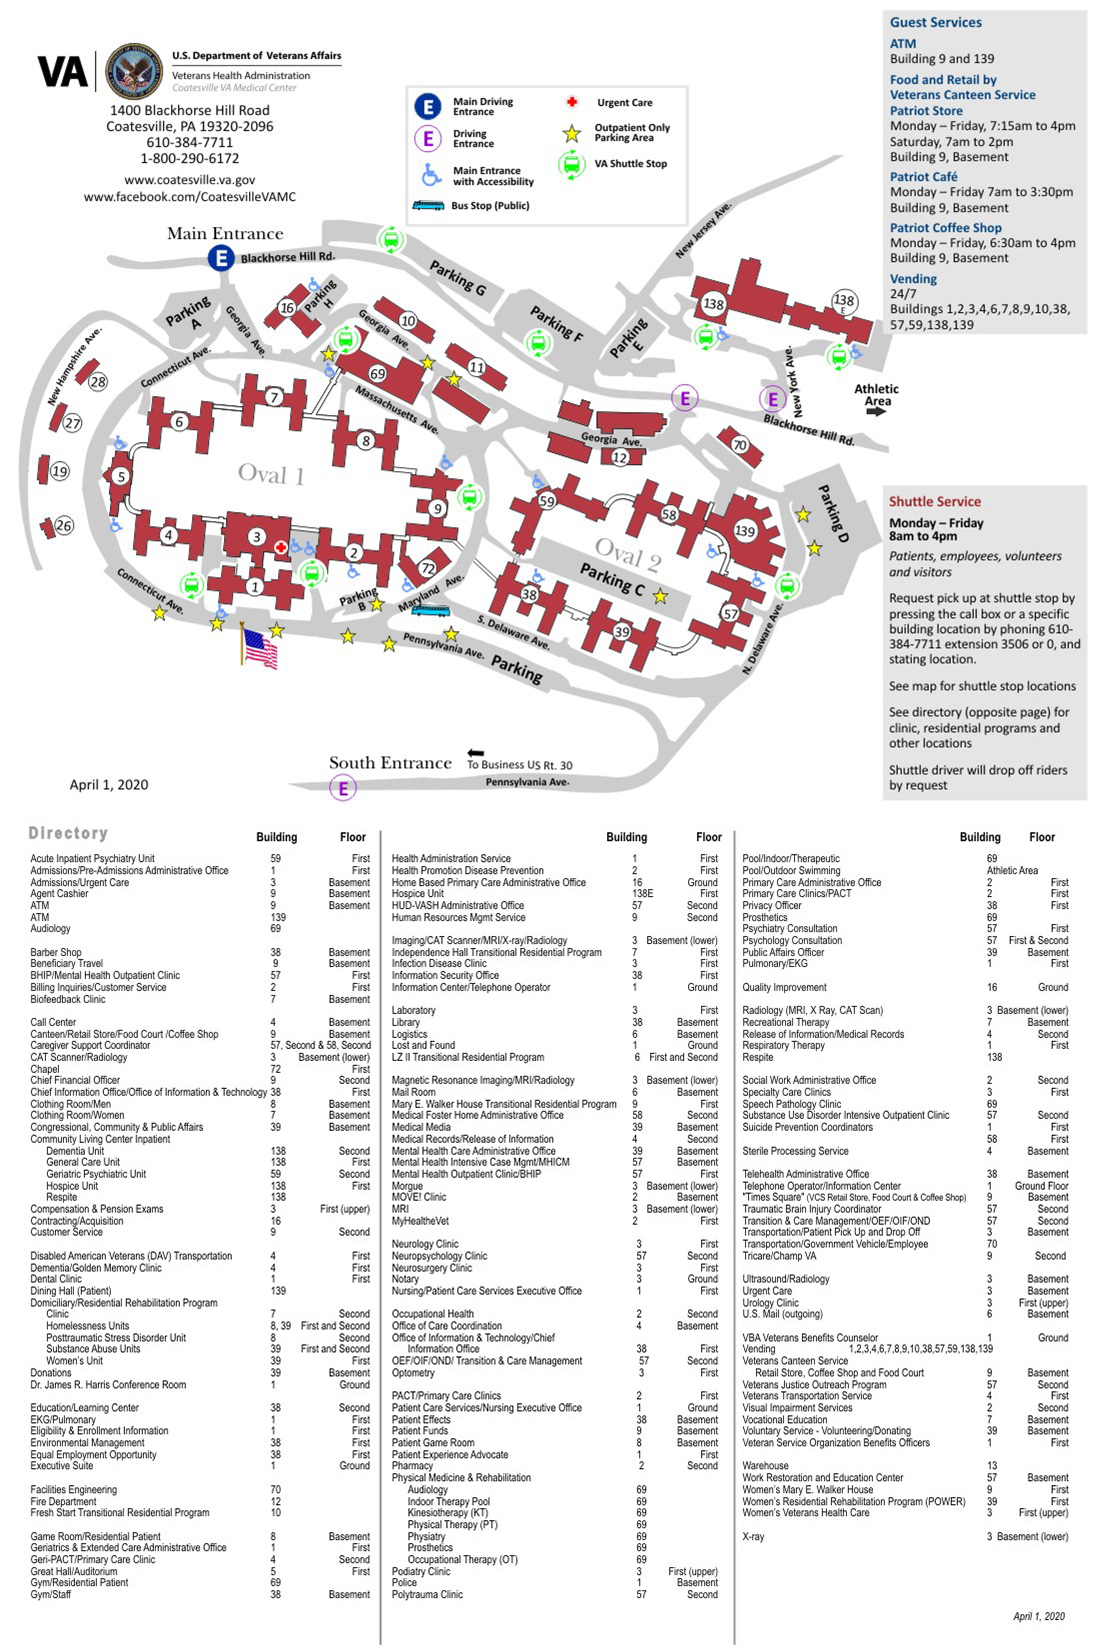 VA
U.S. Department of Veterans Affairs
Veterans Health Administration
Coatesville VA Medical Center
1400 Blackhorse Hill Road
Coatesville, PA 19320-2096
610-384-7711
1-800-290-6172
www.coatesville.va.gov
www.facebook.com/CoatesvilleVAMC
E Main Driving
Entrance
E Driving
Entrance
Main Entrance
with Accessibility
Bus Stop (Public)
Urgent Care
Outpatient Only
Parking Area
VA Shuttle Stop
Guest Services
ATM
Building 9 and 139
Food and Retail by
Veterans Canteen Service
Patriot Store
Monday – Friday, 7:15am to 4pm
Saturday, 7am to 2pm
Building 9, Basement
Patriot Café
Monday – Friday 7am to 3:30pm
Building 9, Basement
Patriot Coffee Shop
Monday – Friday, 6:30am to 4pm
Building 9, Basement
Vending
24/7
Buildings 1,2,3,4,6,7,8,9,10,38,
57,59,138,139
Main Entrance
E
Blackhorse Hill Rd.
Parking G
Parking F
Parking E
New Jersey Ave.
138
138 E
Parking A
Georgia Ave.
16
Parking H
Georgia Ave.
10
11
69
Massachusetts Ave.
New Hampshire Ave.
Connecticut Ave.
28
27
19
26
7
6
8
5
Oval 1
9
4
3
2
1
72
E
E
New York Ave.
Athletic
Area
Blackhorse Hill Rd.
Georgia Ave.
12
70
Parking D
59
58
139
Oval 2
Parking C
38
39
57
Connecticut Ave.
Parking B
Maryland Ave.
S. Delaware Ave.
N. Delaware Ave.
Pennsylvania Ave.
Parking
South Entrance
To Business US Rt. 30
E
Pennsylvania Ave.
April 1, 2020
Shuttle Service
Monday – Friday
8am to 4pm
Patients, employees, volunteers
and visitors
Request pick up at shuttle stop by
pressing the call box or a specific
building location by phoning 610-
384-7711 extension 3506 or 0, and
stating location.
See map for shuttle stop locations
See directory (opposite page) for
clinic, residential programs and
other locations
Shuttle driver will drop off riders
by request
Directory
Building Floor
Acute Inpatient Psychiatry Unit 59 First
Admissions/Pre-Admissions Administrative Office 1 First
Admissions/Urgent Care 3 Basement
Agent Cashier 9 Basement
ATM 9 Basement
ATM 139
Audiology 69
Barber Shop 38 Basement
Beneficiary Travel 9 Basement
BHIP/Mental Health Outpatient Clinic 57 First
Billing Inquiries/Customer Service 2 First
Biofeedback Clinic 7 Basement
Call Center 4 Basement
Canteen/Retail Store/Food Court /Coffee Shop 9 Basement
Caregiver Support Coordinator 57, Second & 58, Second
CAT Scanner/Radiology 3 Basement (lower)
Chapel 72 First
Chief Financial Officer 9 Second
Chief Information Office/Office of Information & Technology 38 First
Clothing Room/Men 8 Basement
Clothing Room/Women 7 Basement
Congressional, Community & Public Affairs 39 Basement
Community Living Center Inpatient
Dementia Unit 138 Second
General Care Unit 138 First
Geriatric Psychiatric Unit 59 Second
Hospice Unit 138 First
Respite 138
Compensation & Pension Exams 3 First (upper)
Contracting/Acquisition 16
Customer Service 9 Second
Disabled American Veterans (DAV) Transportation 4 First
Dementia/Golden Memory Clinic 4 First
Dental Clinic 1 First
Dining Hall (Patient) 139
Domiciliary/Residential Rehabilitation Program
Clinic 7 Second
Homelessness Units 8, 39 First and Second
Posttraumatic Stress Disorder Unit 8 Second
Substance Abuse Units 39 First and Second
Women's Unit 39 First
Donations 39 Basement
Dr. James R. Harris Conference Room 1 Ground
Education/Learning Center 38 Second
EKG/Pulmonary 1 First
Eligibility & Enrollment Information 1 First
Environmental Management 38 First
Equal Employment Opportunity 38 First
Executive Suite 1 Ground
Facilities Engineering 70
Fire Department 12
Fresh Start Transitional Residential Program 10
Game Room/Residential Patient 8 Basement
Geriatrics & Extended Care Administrative Office 1 First
Geri-PACT/Primary Care Clinic 4 Second
Great Hall/Auditorium 5 First
Gym/Residential Patient 69
Gym/Staff 38 Basement
Building Floor
Health Administration Service 1 First
Health Promotion Disease Prevention 2 First
Home Based Primary Care Administrative Office 16 Ground
Hospice Unit 138E First
HUD-VASH Administrative Office 57 Second
Human Resources Mgmt Service 9 Second
Imaging/CAT Scanner/MRI/X-ray/Radiology 3 Basement (lower)
Independence Hall Transitional Residential Program 7 First
Infection Disease Clinic 3 First
Information Security Office 38 First
Information Center/Telephone Operator 1 Ground
Laboratory 3 First
Library 38 Basement
Logistics 6 Basement
Lost and Found 1 Ground
LZ II Transitional Residential Program 6 First and Second
Magnetic Resonance Imaging/MRI/Radiology 3 Basement (lower)
Mail Room 6 Basement
Mary E. Walker House Transitional Residential Program 9 First
Medical Foster Home Administrative Office 58 Second
Medical Media 39 Basement
Medical Records/Release of Information 4 Second
Mental Health Care Administrative Office 39 Basement
Mental Health Intensive Case Mgmt/MHICM 57 Basement
Mental Health Outpatient Clinic/BHIP 57 First
Morgue 3 Basement (lower)
MOVE! Clinic 2 Basement
MRI 3 Basement (lower)
MyHealtheVet 2 First
Neurology Clinic 3 First
Neuropsychology Clinic 57 Second
Neurosurgery Clinic 3 First
Notary 3 Ground
Nursing/Patient Care Services Executive Office 1 First
Occupational Health 2 Second
Office of Care Coordination 4 Basement
Office of Information & Technology/Chief
Information Office 38 First
OEF/OIF/OND/ Transition & Care Management 57 Second
Optometry 3 First
PACT/Primary Care Clinics 2 First
Patient Care Services/Nursing Executive Office 1 Ground
Patient Effects 38 Basement
Patient Funds 9 Basement
Patient Game Room 8 Basement
Patient Experience Advocate 1 First
Pharmacy 2 Second
Physical Medicine & Rehabilitation
Audiology 69
Indoor Therapy Pool 69
Kinesiotherapy (KT) 69
Physical Therapy (PT) 69
Physiatry 69
Prosthetics 69
Occupational Therapy (OT) 69
Podiatry Clinic 3 First (upper)
Police 1 Basement
Polytrauma Clinic 57 Second
Building Floor
Pool/Indoor/Therapeutic 69
Pool/Outdoor Swimming Athletic Area
Primary Care Administrative Office 2 First
Primary Care Clinics/PACT 2 First
Privacy Officer 38 First
Prosthetics 69
Psychiatry Consultation 57 First
Psychology Consultation 57 First & Second
Public Affairs Officer 39 Basement
Pulmonary/EKG 1 First
Quality Improvement 16 Ground
Radiology (MRI, X Ray, CAT Scan) 3 Basement (lower)
Recreational Therapy 7 Basement
Release of Information/Medical Records 4 Second
Respiratory Therapy 1 First
Respite 138
Social Work Administrative Office 2 Second
Specialty Care Clinics 3 First
Speech Pathology Clinic 69
Substance Use Disorder Intensive Outpatient Clinic 57 Second
Suicide Prevention Coordinators 1 First
58 First
Sterile Processing Service 4 Basement
Telehealth Administrative Office 38 Basement
Telephone Operator/Information Center 1 Ground Floor
"Times Square" (VCS Retail Store, Food Court & Coffee Shop) 9 Basement
Traumatic Brain Injury Coordinator 57 Second
Transition & Care Management/OEF/OIF/OND 57 Second
Transportation/Patient Pick Up and Drop Off 3 Basement
Transportation/Government Vehicle/Employee 70
Tricare/Champ VA 9 Second
Ultrasound/Radiology 3 Basement
Urgent Care 3 Basement
Urology Clinic 3 First (upper)
U.S. Mail (outgoing) 6 Basement
VBA Veterans Benefits Counselor 1 Ground
Vending 1,2,3,4,6,7,8,9,10,38,57,59,138,139
Veterans Canteen Service
Retail Store, Coffee Shop and Food Court 9 Basement
Veterans Justice Outreach Program 57 Second
Veterans Transportation Service 4 First
Visual Impairment Services 2 Second
Vocational Education 7 Basement
Voluntary Service - Volunteering/Donating 39 Basement
Veteran Service Organization Benefits Officers 1 First
Warehouse 13
Work Restoration and Education Center 57 Basement
Women's Mary E. Walker House 9 First
Women's Residential Rehabilitation Program (POWER) 39 First
Women's Veterans Health Care 3 First (upper)
X-ray 3 Basement (lower)
April 1, 2020